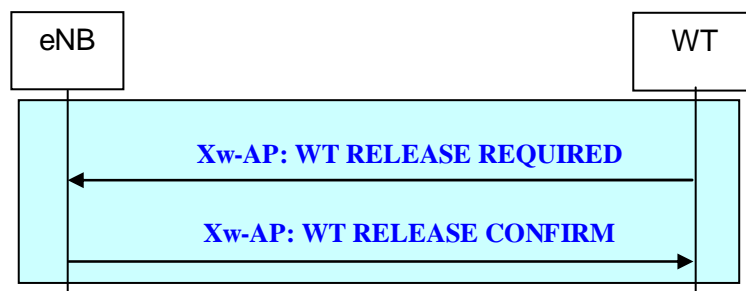 eNB
WT
Xw-AP: WT RELEASE REQUIRED
Xw-AP: WT RELEASE CONFIRM